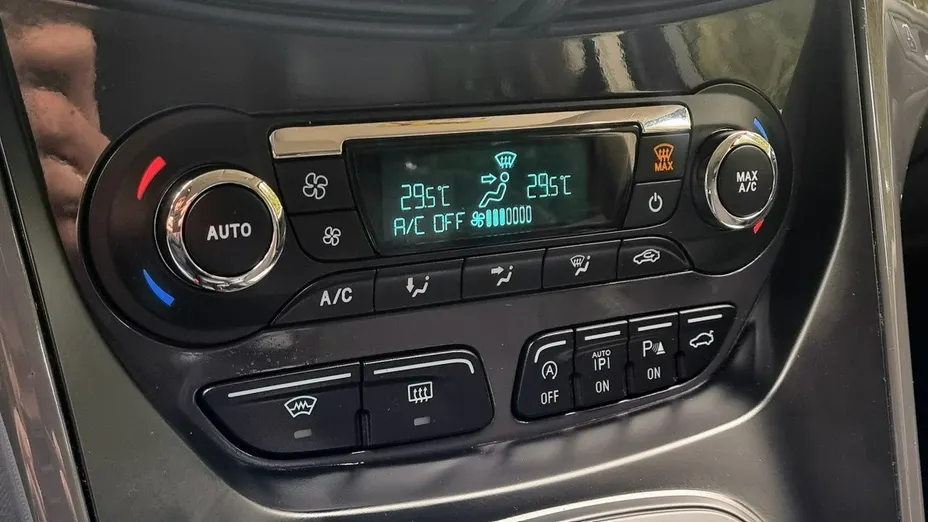 MAX
29.5°C
29.5°C
A/C OFF
AUTO
MAX
A/C
A/C
A
OFF
AUTO
P
ON
P
ON